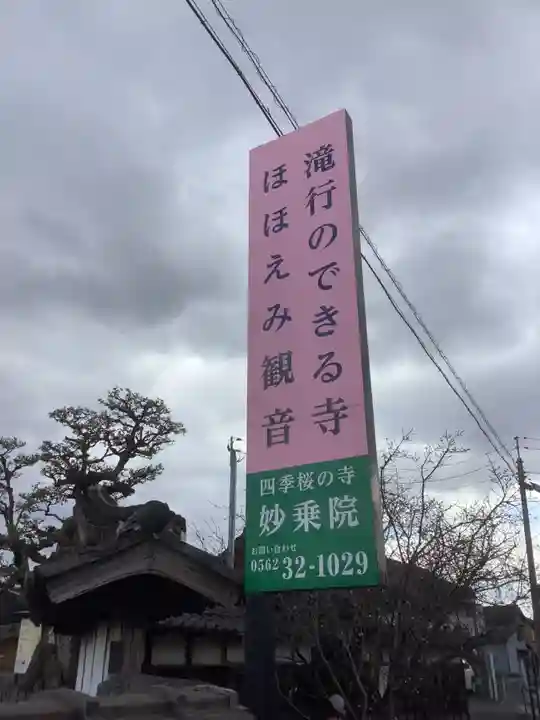 滝行のできる寺
ほほえみ観音
四季桜の寺
妙乗院
お問い合わせ
0562 32-1029